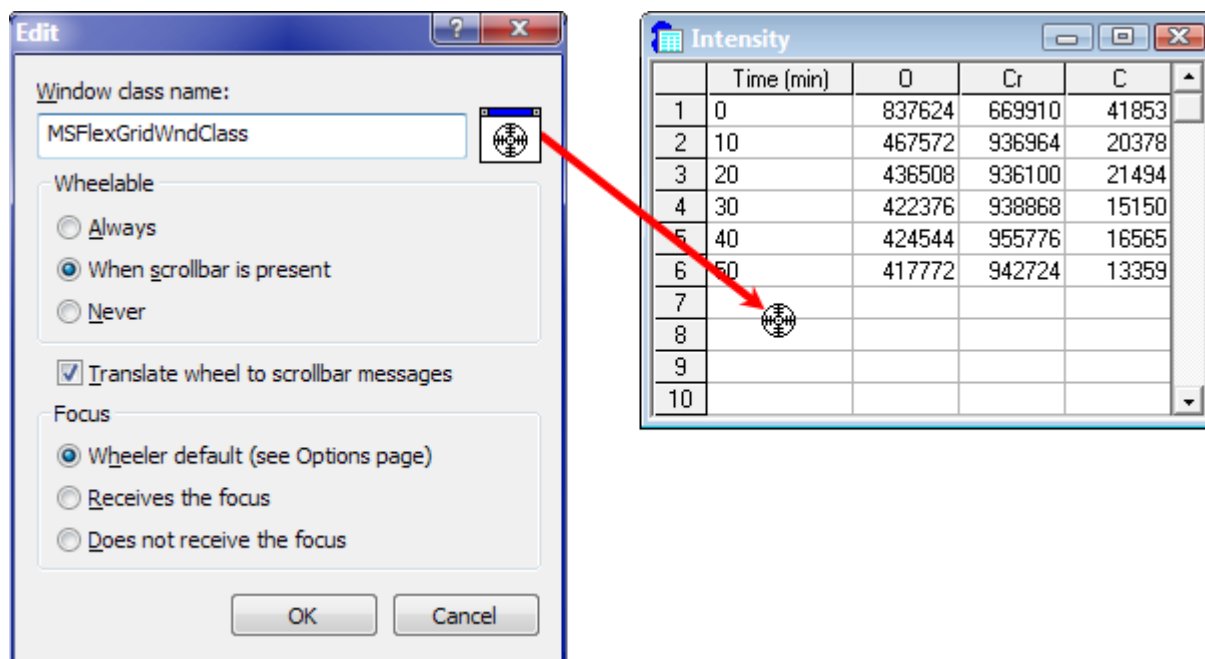 Edit
Window class name:
MSFlexGridWndClass
Wheelable
Always
When scrollbar is present
Never
Translate wheel to scrollbar messages
Focus
Wheeler default (see Options page)
Receives the focus
Does not receive the focus
OK Cancel
Intensity
Time (min) O Cr C
1 0 837624 669910 41853
2 10 467572 936964 20378
3 20 436508 936100 21494
4 30 422376 938868 15150
5 40 424544 955776 16565
6 50 417772 942724 13359
7
8
9
10